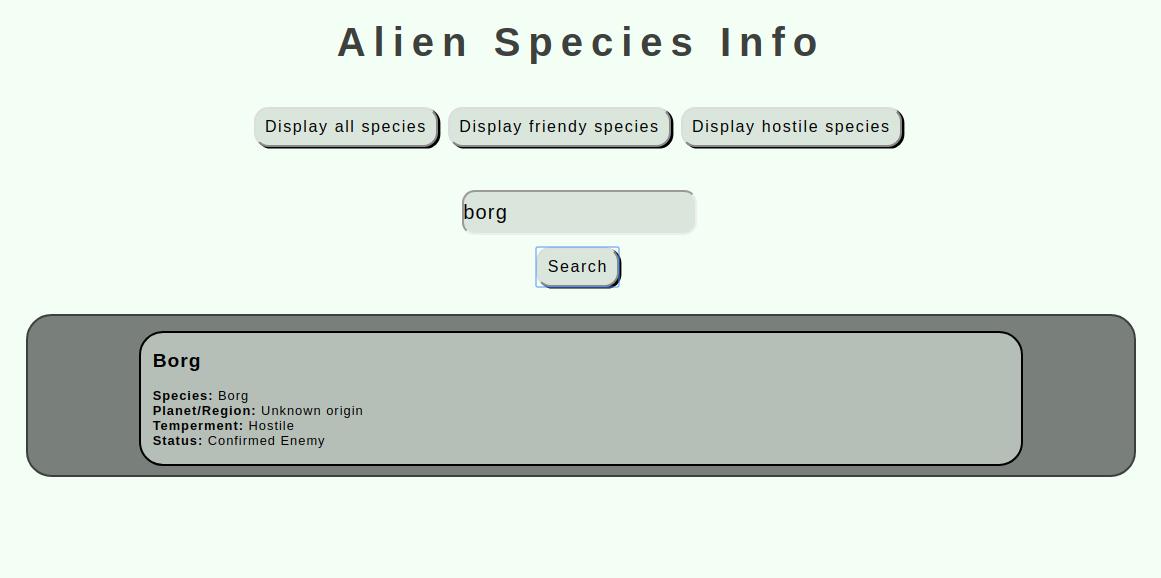 Alien Species Info
Display all species Display friendy species Display hostile species
borg
Search
Borg
Species: Borg
Planet/Region: Unknown origin
Temperment: Hostile
Status: Confirmed Enemy